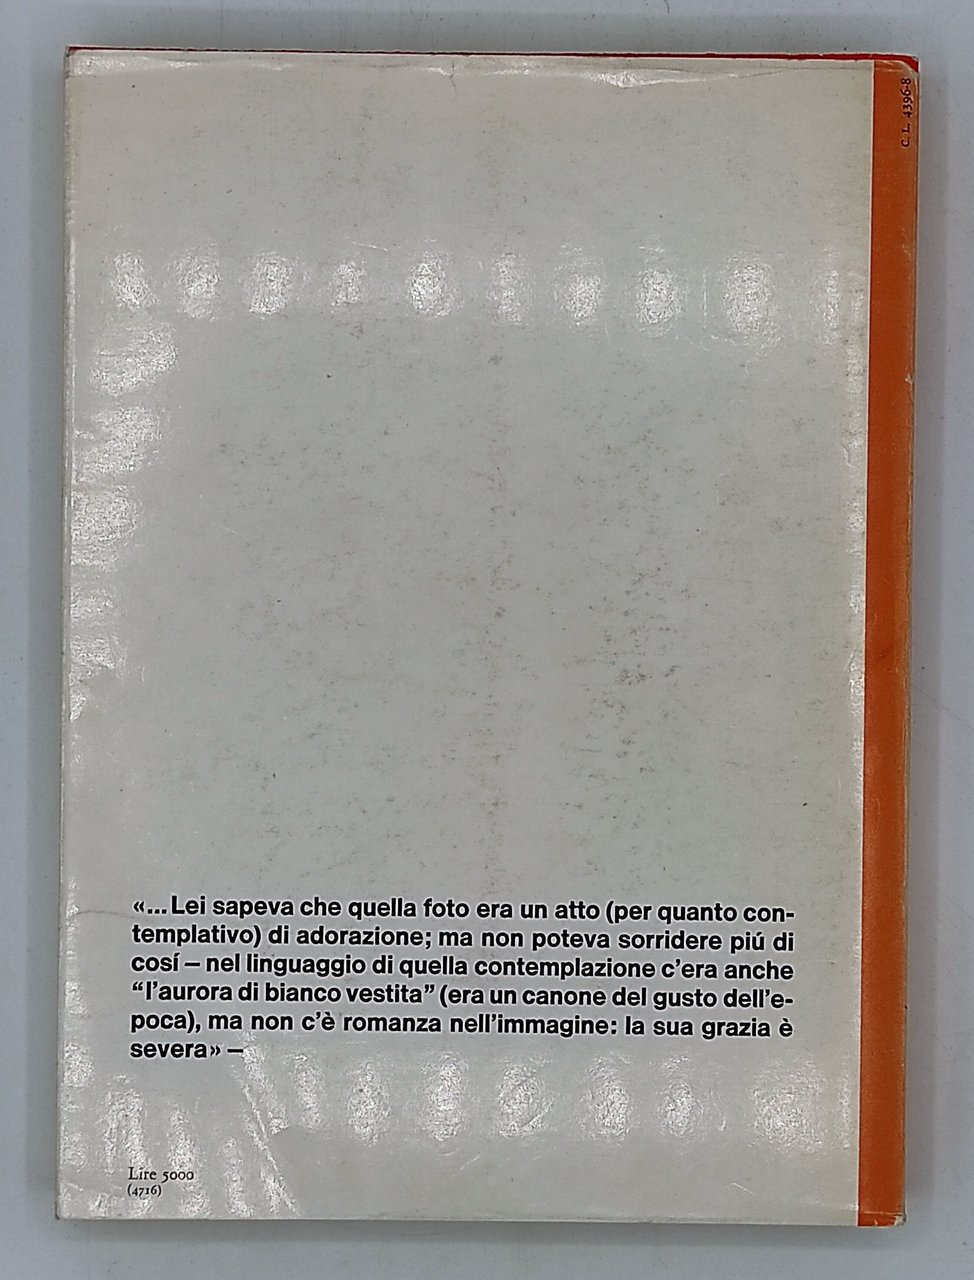 C. L. 4396-8
«...Lei sapeva che quella foto era un atto (per quanto con-
templativo) di adorazione; ma non poteva sorridere piú di
cosí – nel linguaggio di quella contemplazione c'era anche
“l'aurora di bianco vestita” (era un canone del gusto dell'e-
poca), ma non c'è romanza nell'immagine: la sua grazia è
severa» –
Lire 5000
(4716)